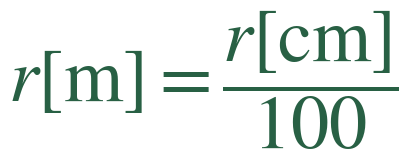 r[m] = r[cm] / 100